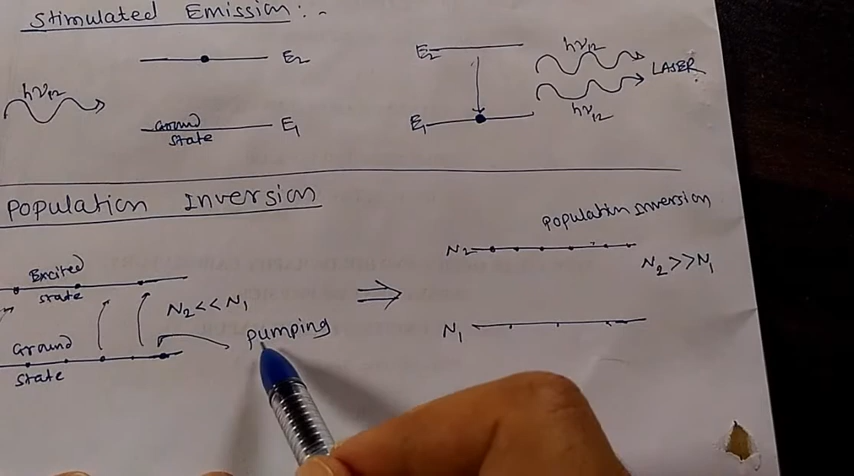 Stimulated Emission:-
hν12
E2
Ground
State
E1
E2
E1
hν12
hν12
LASER
Population Inversion
Excited
state
N2<<N1
Ground
State
pumping
⇒
Population Inversion
N2
N2>>N1
N1